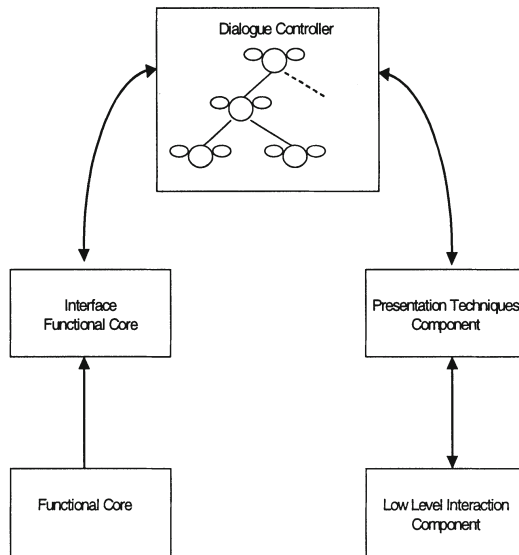 Dialogue Controller
Interface
Functional Core
Presentation Techniques
Component
Functional Core
Low Level Interaction
Component